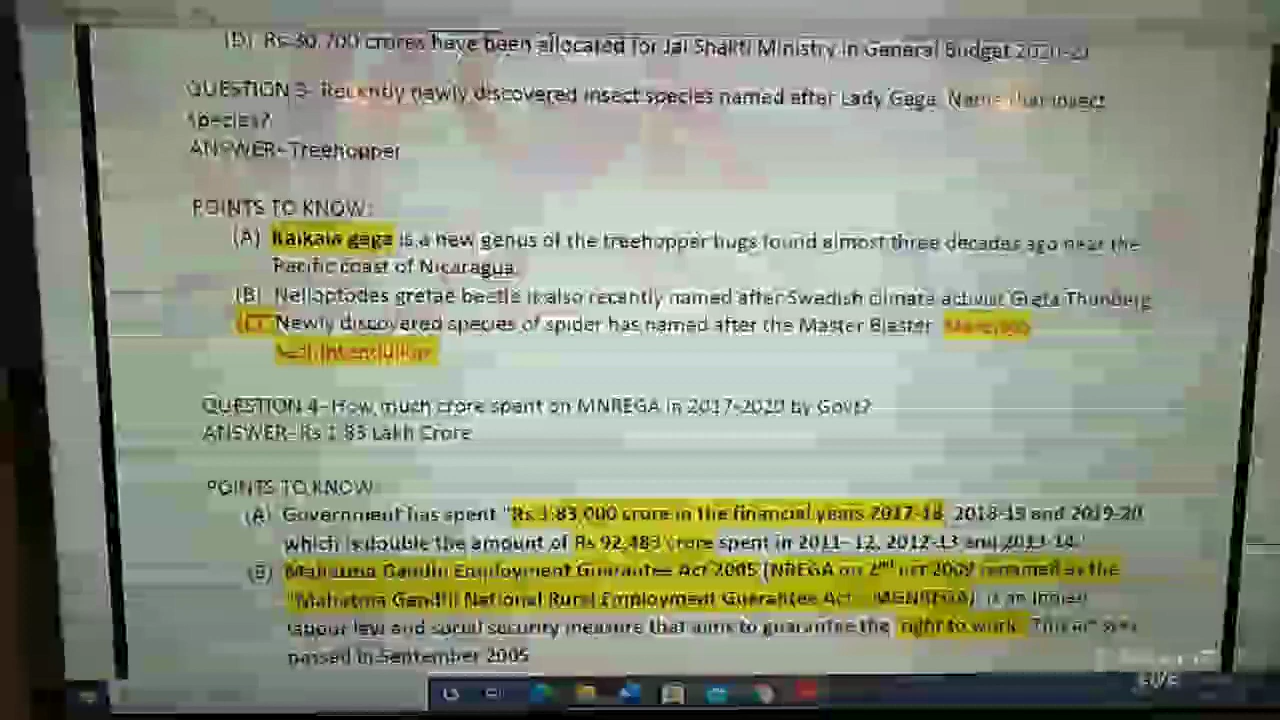 (D) Rs.30,700 crores have been allocated for Jal Shakti Ministry in General Budget 2020-21
QUESTION 3- Recently newly discovered insect species named after Lady Gaga. Name that insect
species?
ANSWER- Treehopper
POINTS TO KNOW:
(A) Kaikaia gaga is a new genus of the treehopper bugs found almost three decades ago near the
Pacific coast of Nicaragua.
(B) Nelloptodes gretae beetle is also recently named after Swedish climate activist Greta Thunberg
(C) Newly discovered species of spider has named after the Master Blaster
QUESTION 4- How much crore spent on MNREGA in 2017-2020 by Govt?
ANSWER- Rs 1.83 Lakh Crore
POINTS TO KNOW:
(A) Government has spent "Rs 1,83,000 crore in the financial years 2017-18, 2018-19 and 2019-20
which is double the amount of Rs 92,483 crore spent in 2011-12, 2012-13 and 2013-14.
(B) Mahatma Gandhi Employment Guarantee Act 2005 (NREGA on 2nd oct 2009 renamed as the
"Mahatma Gandhi National Rural Employment Guarantee Act", MGNREGA), is an Indian
labour law and social security measure that aims to guarantee the right to work. This act was
passed in September 2005